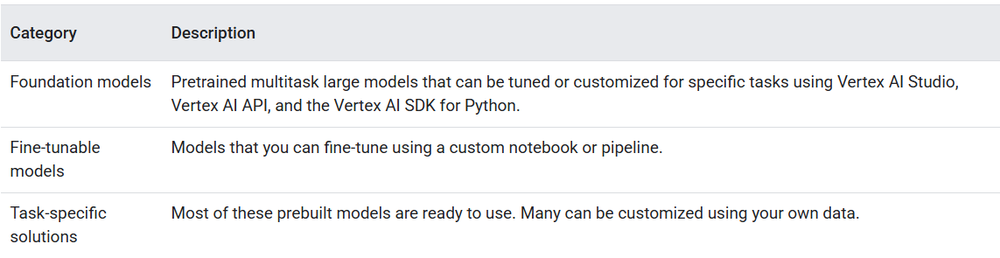 Category Description
Foundation models Pretrained multitask large models that can be tuned or customized for specific tasks using Vertex AI Studio,
Vertex AI API, and the Vertex AI SDK for Python.
Fine-tunable Models that you can fine-tune using a custom notebook or pipeline.
models
Task-specific Most of these prebuilt models are ready to use. Many can be customized using your own data.
solutions